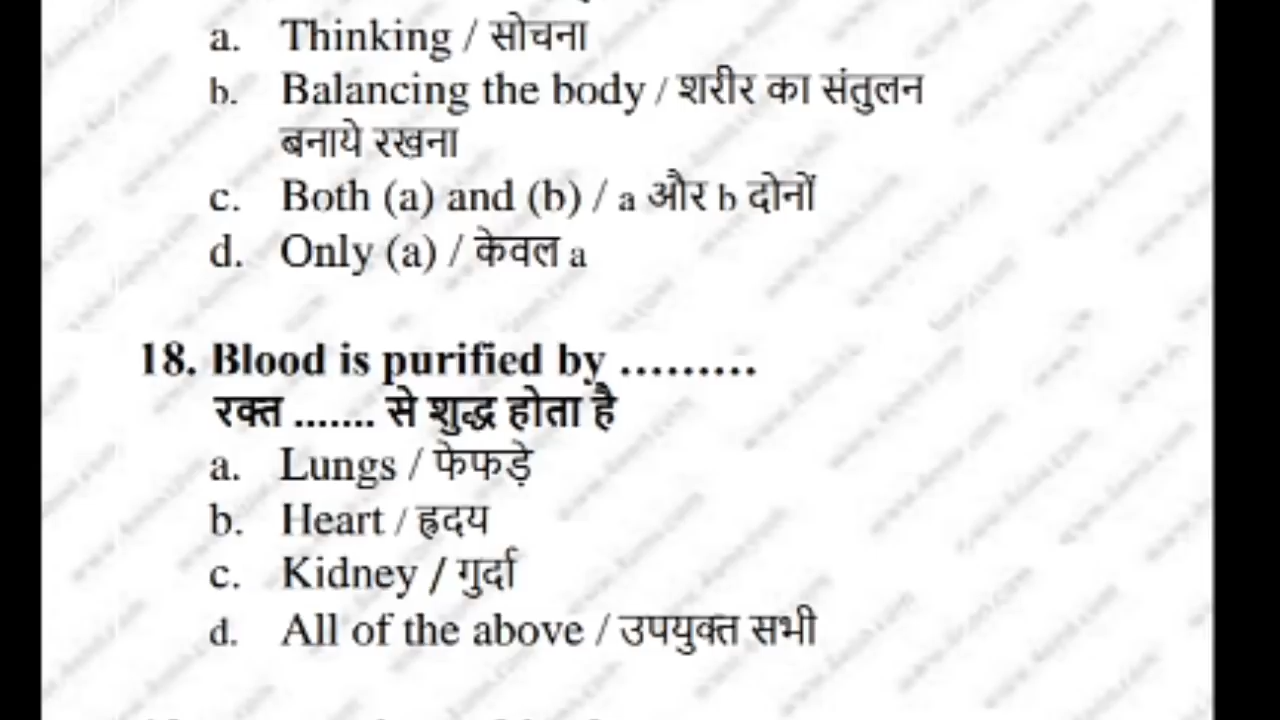 a. Thinking / सोचना
b. Balancing the body / शरीर का संतुलन
बनाये रखना
c. Both (a) and (b) / a और b दोनों
d. Only (a) / केवल a
18. Blood is purified by .........
रक्त ....... से शुद्ध होता है
a. Lungs / फेफड़े
b. Heart / ह्रदय
c. Kidney / गुर्दा
d. All of the above / उपयुक्त सभी